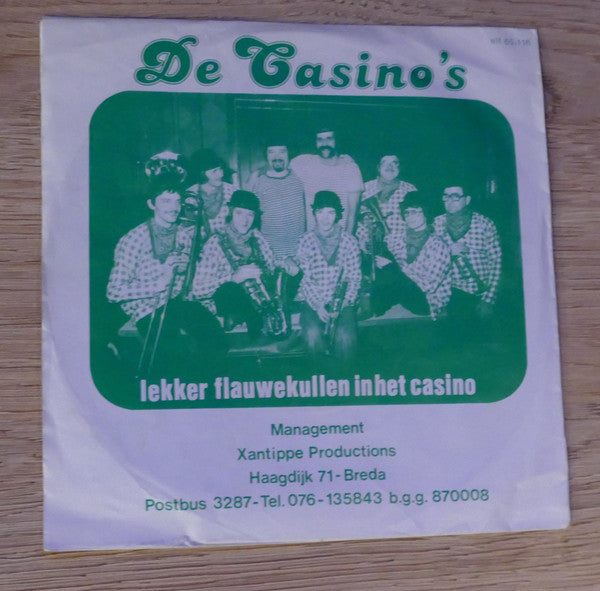 De Casino's
lekker flauwekullen in het casino
Management
Xantippe Productions
Haagdijk 71 - Breda
Postbus 3287 - Tel. 076 - 135843 b.g.g. 870008